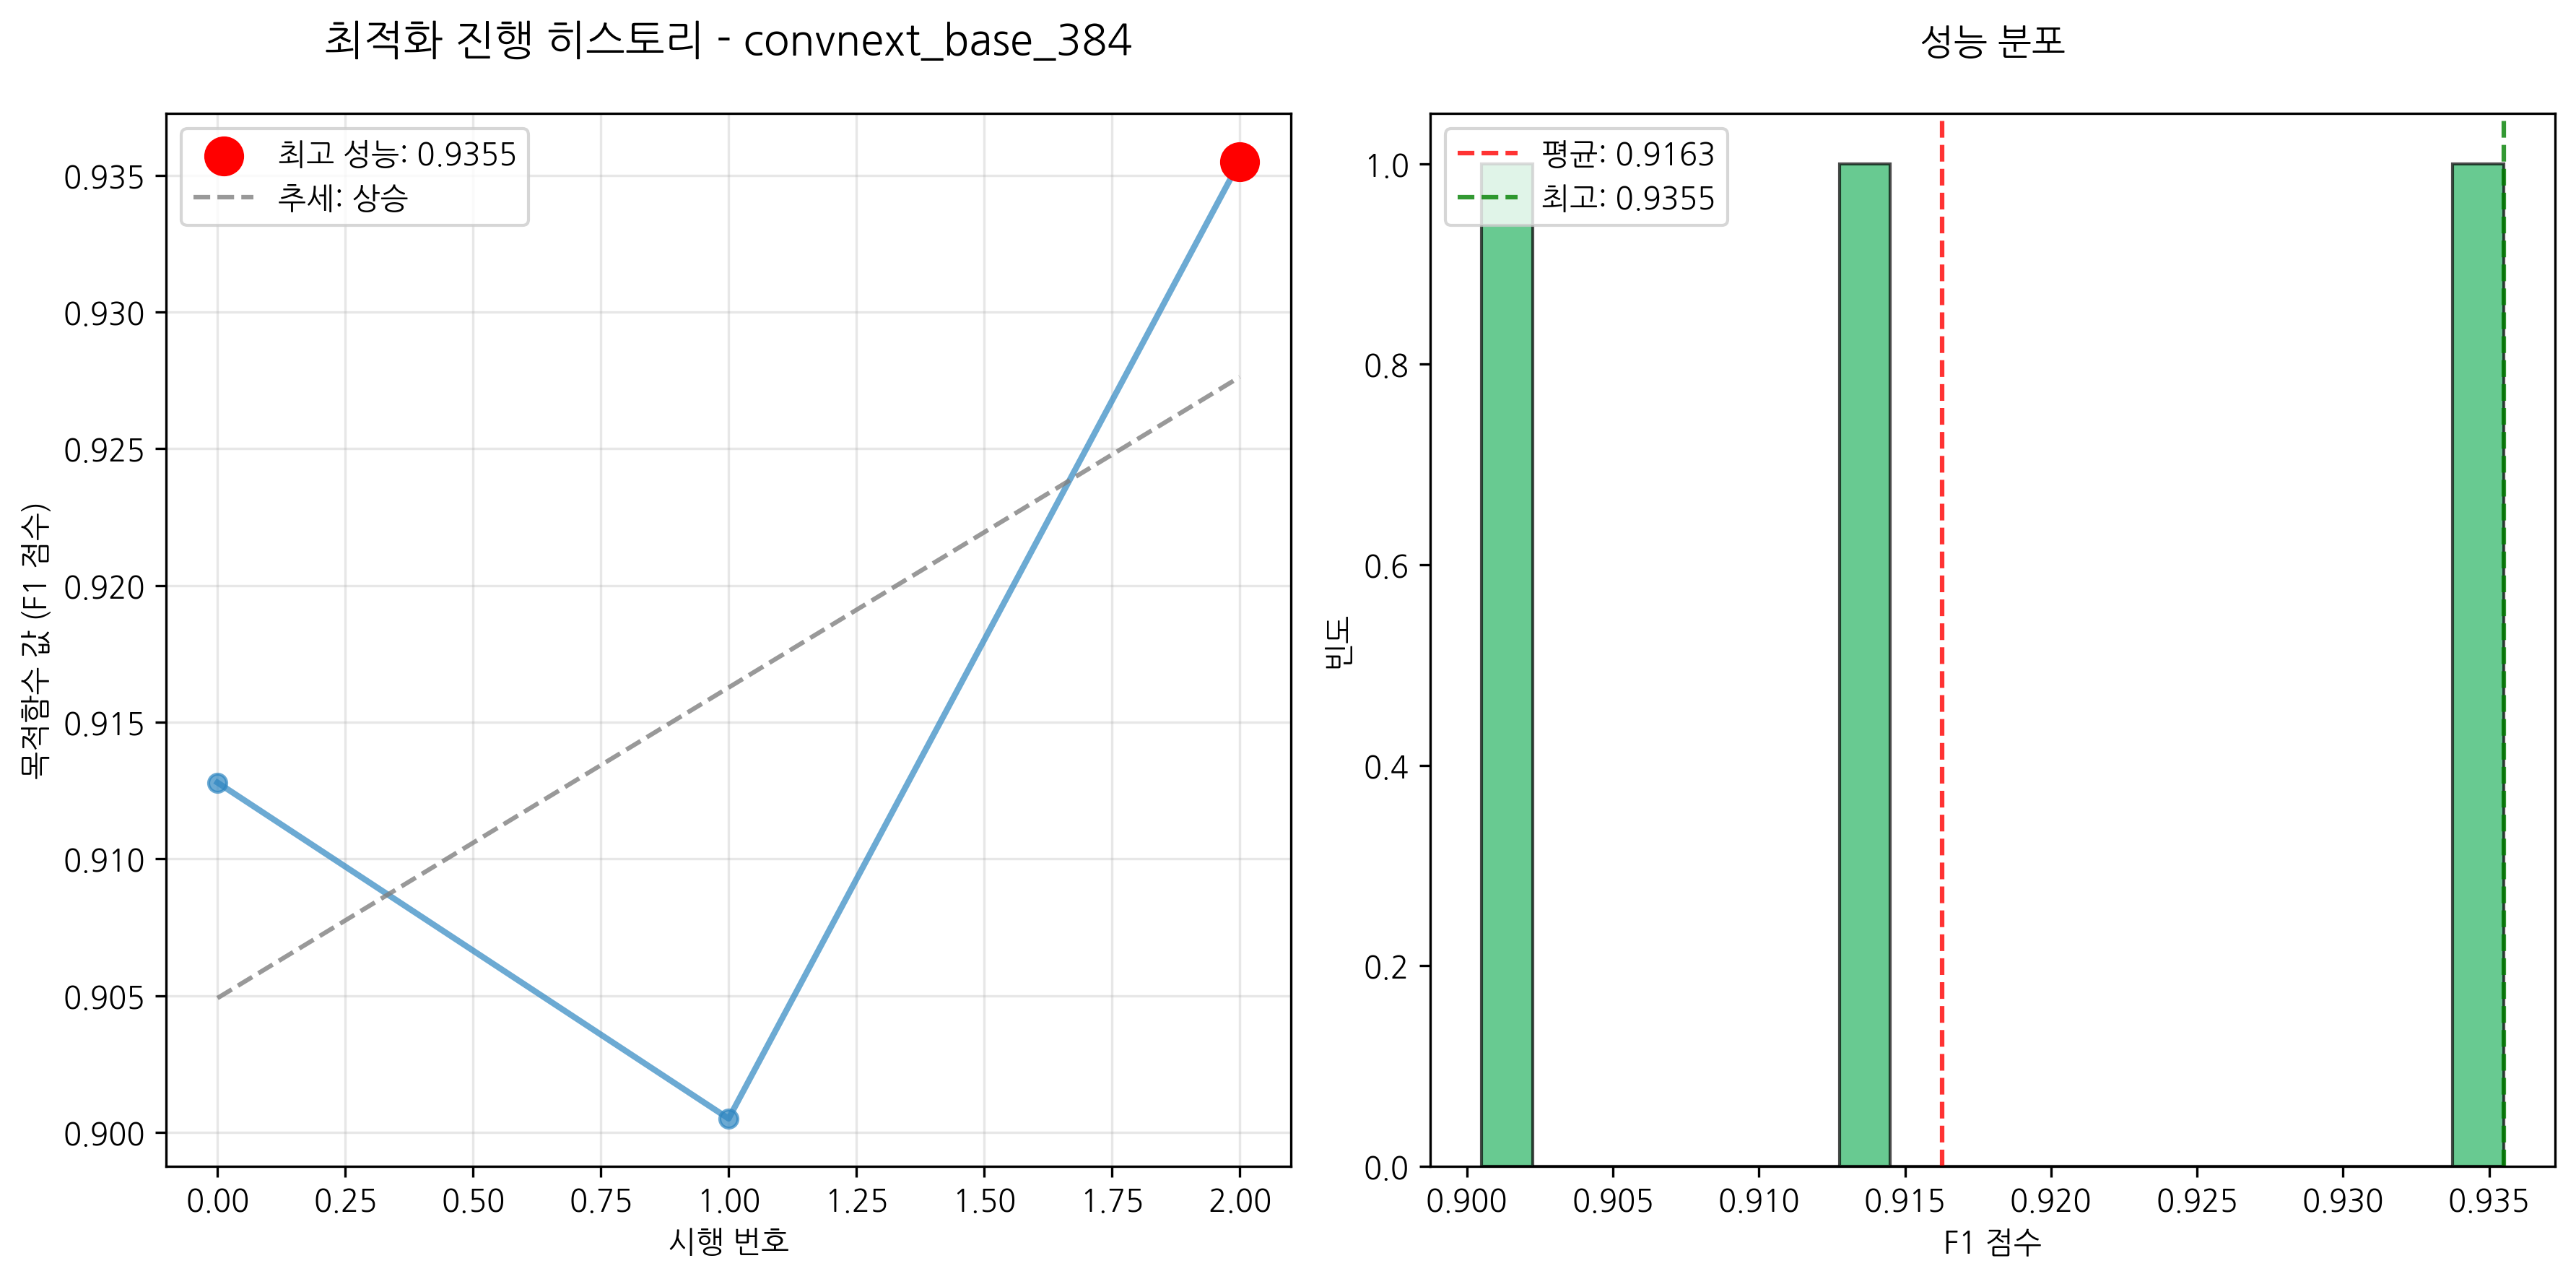 최적화 진행 히스토리 - convnext_base_384
최고 성능: 0.9355
추세: 상승
목적함수 값 (F1 점수)
0.935
0.930
0.925
0.920
0.915
0.910
0.905
0.900
0.00 0.25 0.50 0.75 1.00 1.25 1.50 1.75 2.00
시행 번호
성능 분포
평균: 0.9163
최고: 0.9355
빈도
1.0
0.8
0.6
0.4
0.2
0.0
0.900 0.905 0.910 0.915 0.920 0.925 0.930 0.935
F1 점수